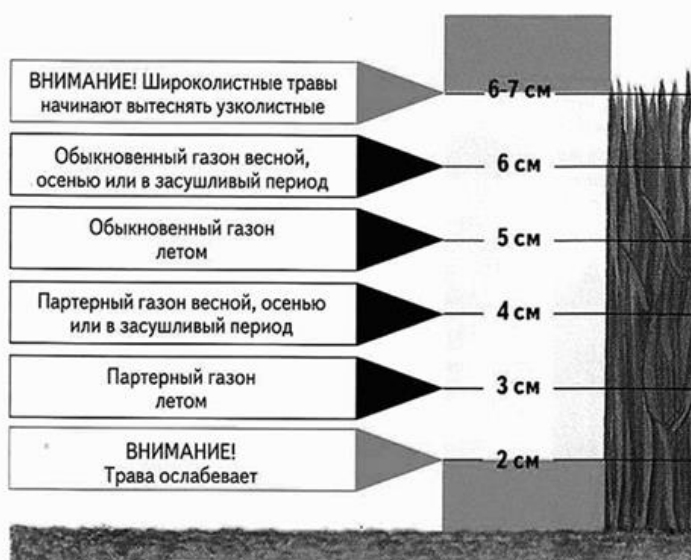 ВНИМАНИЕ! Широколистные травы
начинают вытеснять узколистные
6-7 см
Обыкновенный газон весной,
осенью или в засушливый период
6 см
Обыкновенный газон
летом
5 см
Партерный газон весной, осенью
или в засушливый период
4 см
Партерный газон
летом
3 см
ВНИМАНИЕ!
Трава ослабевает
2 см